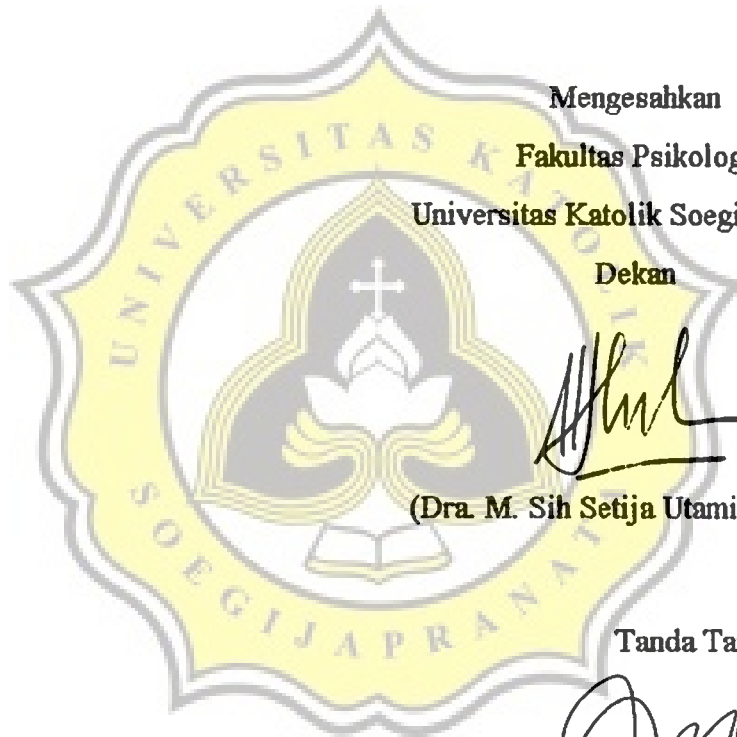 Mengesahkan
Fakultas Psikolog
Universitas Katolik Soegi
Dekan
(Dra. M. Sih Setija Utami
Tanda Ta
UNIVERSITAS KATOLIK
SOEGIJAPRANATA